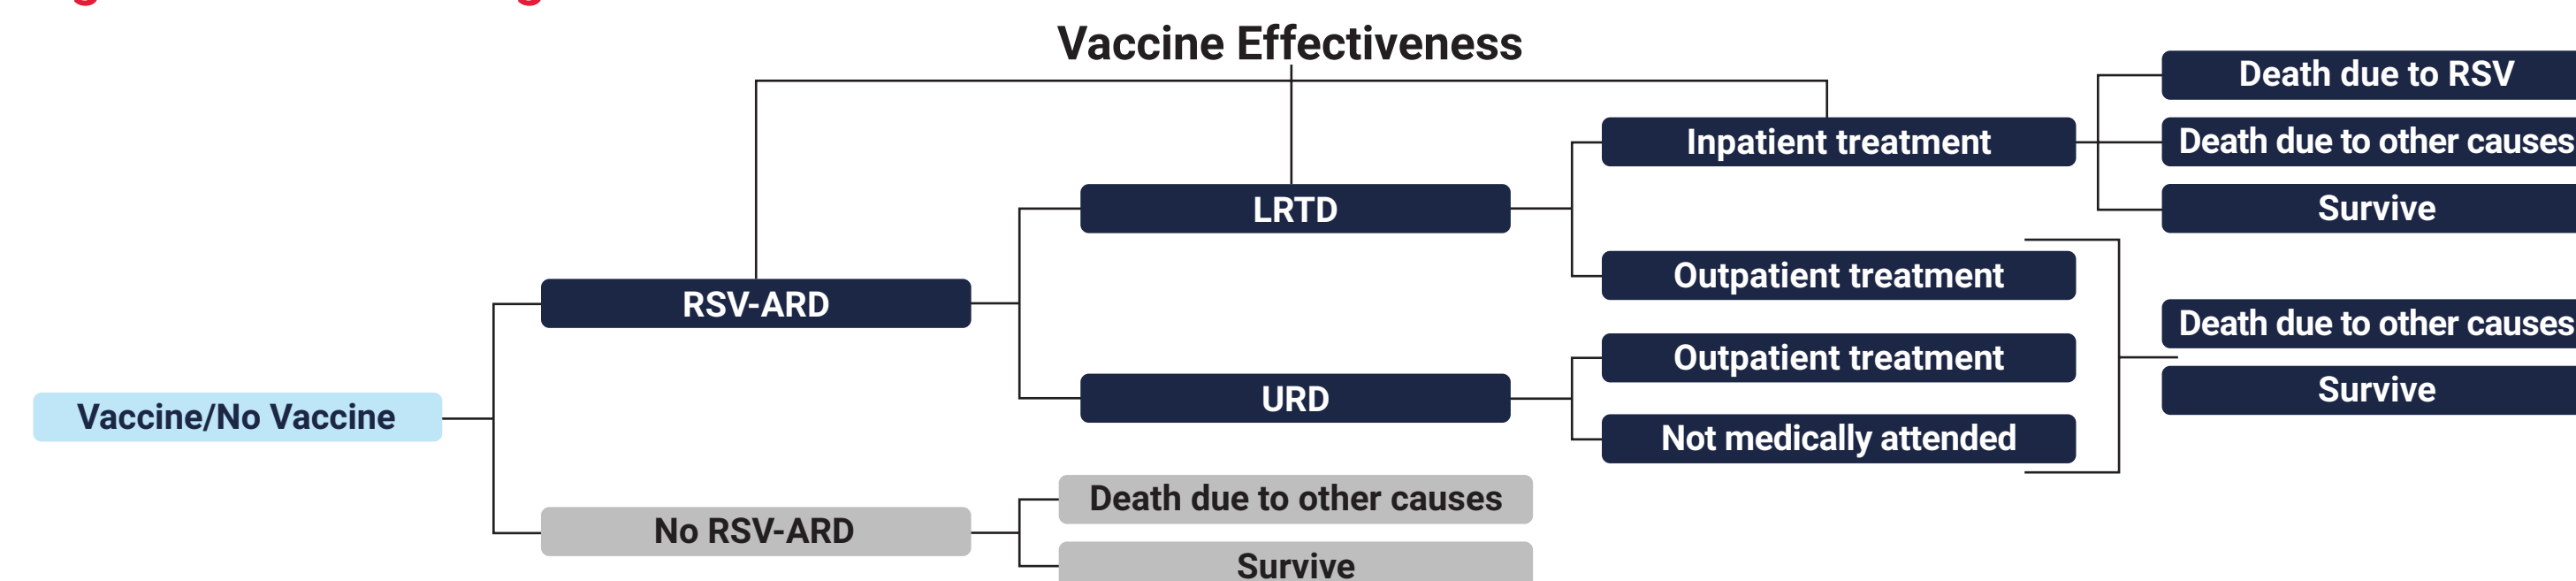 Vaccine Effectiveness
Death due to RSV
Inpatient treatment
Death due to other causes
LRTD
Survive
Outpatient treatment
RSV-ARD
Death due to other causes
Outpatient treatment
URD
Survive
Vaccine/No Vaccine
Not medically attended
Death due to other causes
No RSV-ARD
Survive